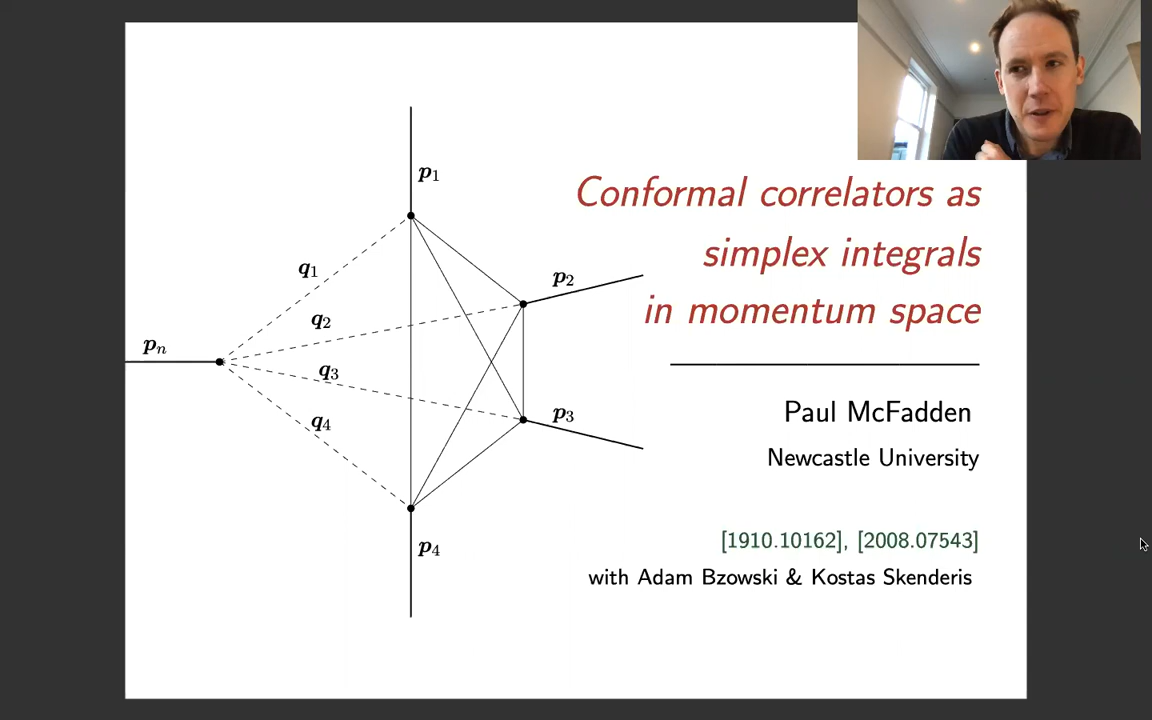 p1
Conformal correlators as
simplex integrals
in momentum space
q1
p2
q2
pn
q3
q4
p3
Paul McFadden
Newcastle University
p4
[1910.10162], [2008.07543]
with Adam Bzowski & Kostas Skenderis